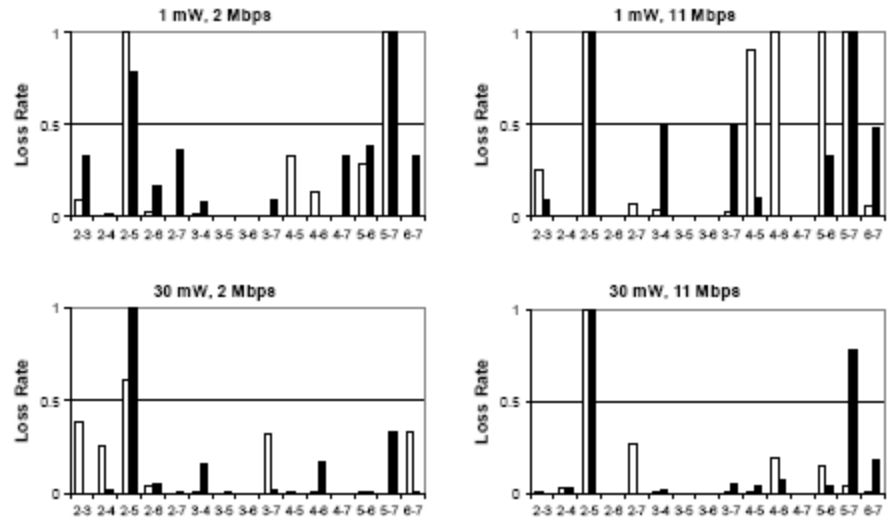 1 mW, 2 Mbps
1
Loss Rate
0.5
0
2-3 2-4 2-5 2-6 2-7 3-4 3-5 3-6 3-7 4-5 4-6 4-7 5-6 5-7 6-7
1 mW, 11 Mbps
1
Loss Rate
0.5
0
2-3 2-4 2-5 2-6 2-7 3-4 3-5 3-6 3-7 4-5 4-6 4-7 5-6 5-7 6-7
30 mW, 2 Mbps
1
Loss Rate
0.5
0
2-3 2-4 2-5 2-6 2-7 3-4 3-5 3-6 3-7 4-5 4-6 4-7 5-6 5-7 6-7
30 mW, 11 Mbps
1
Loss Rate
0.5
0
2-3 2-4 2-5 2-6 2-7 3-4 3-5 3-6 3-7 4-5 4-6 4-7 5-6 5-7 6-7